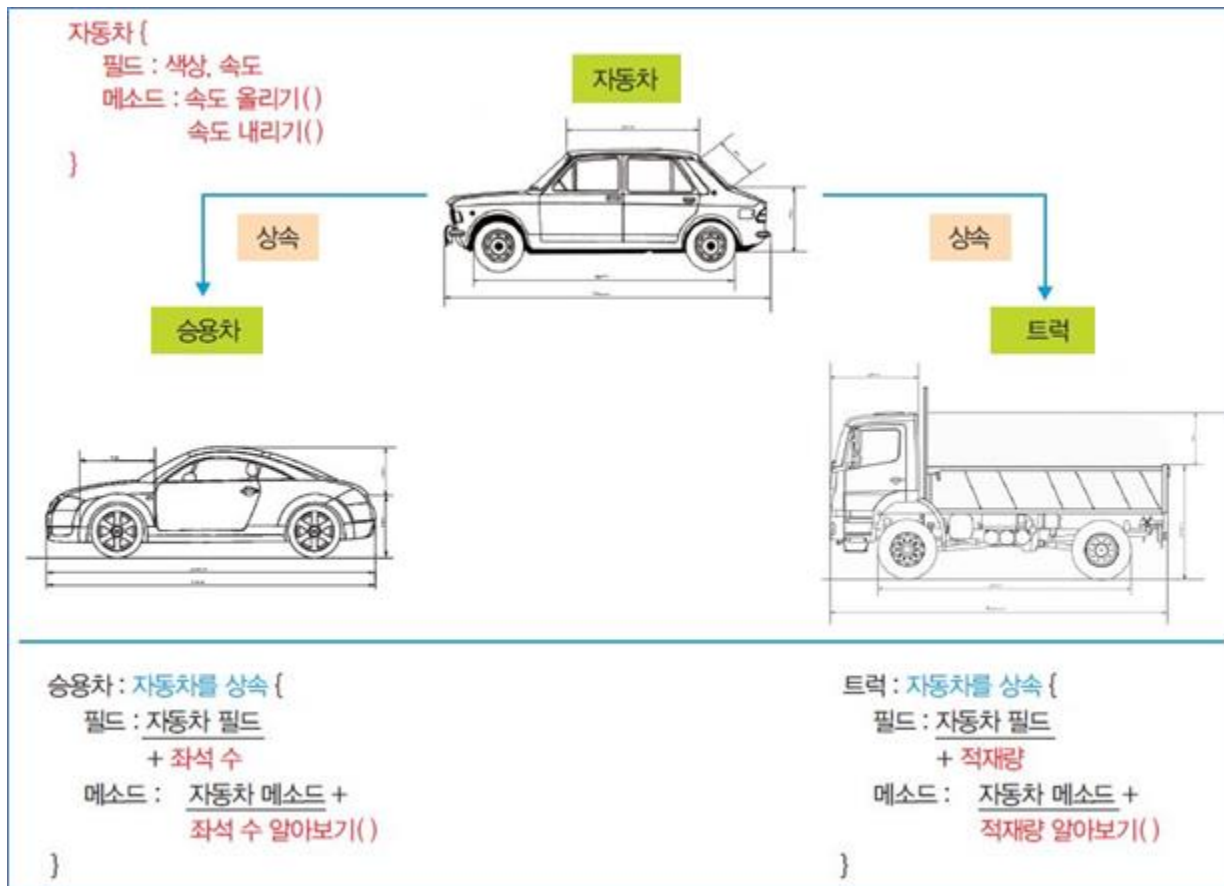 자동차 {
필드 : 색상, 속도
메소드 : 속도 올리기( )
속도 내리기( )
}
자동차
상속
상속
승용차
트럭
승용차 : 자동차를 상속 {
필드 : 자동차 필드
+ 좌석 수
메소드 : 자동차 메소드 +
좌석 수 알아보기( )
}
트럭 : 자동차를 상속 {
필드 : 자동차 필드
+ 적재량
메소드 : 자동차 메소드 +
적재량 알아보기( )
}